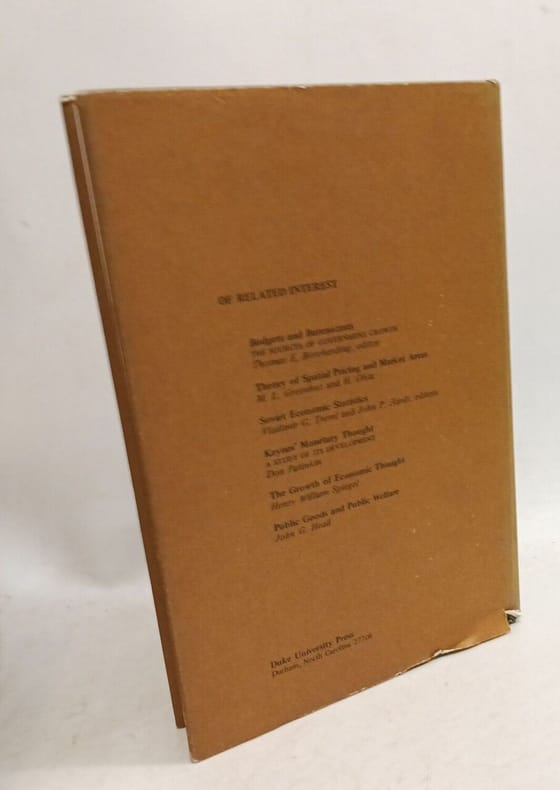 OF RELATED INTEREST
Budgets and Bureaucrats
THE SOURCES OF GOVERNMENT GROWTH
Thomas E. Borcherding, editor
Theory of Spatial Pricing and Market Areas
M. L. Greenhut and H. Ohta
Soviet Economic Statistics
Vladimir G. Treml and John P. Hardt, editors
Keynes' Monetary Thought
A STUDY OF ITS DEVELOPMENT
Don Patinkin
The Growth of Economic Thought
Henry William Spiegel
Public Goods and Public Welfare
John G. Head
Duke University Press
Durham, North Carolina 27708